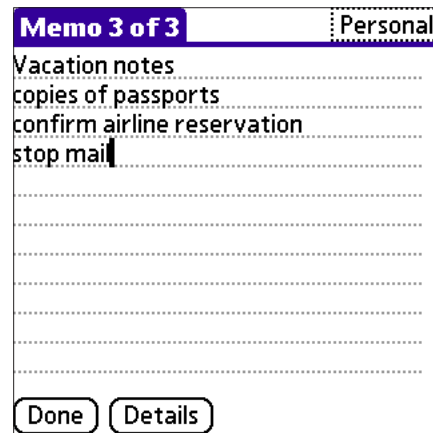 Memo 3 of 3 Personal
Vacation notes
copies of passports
confirm airline reservation
stop mail
Done Details